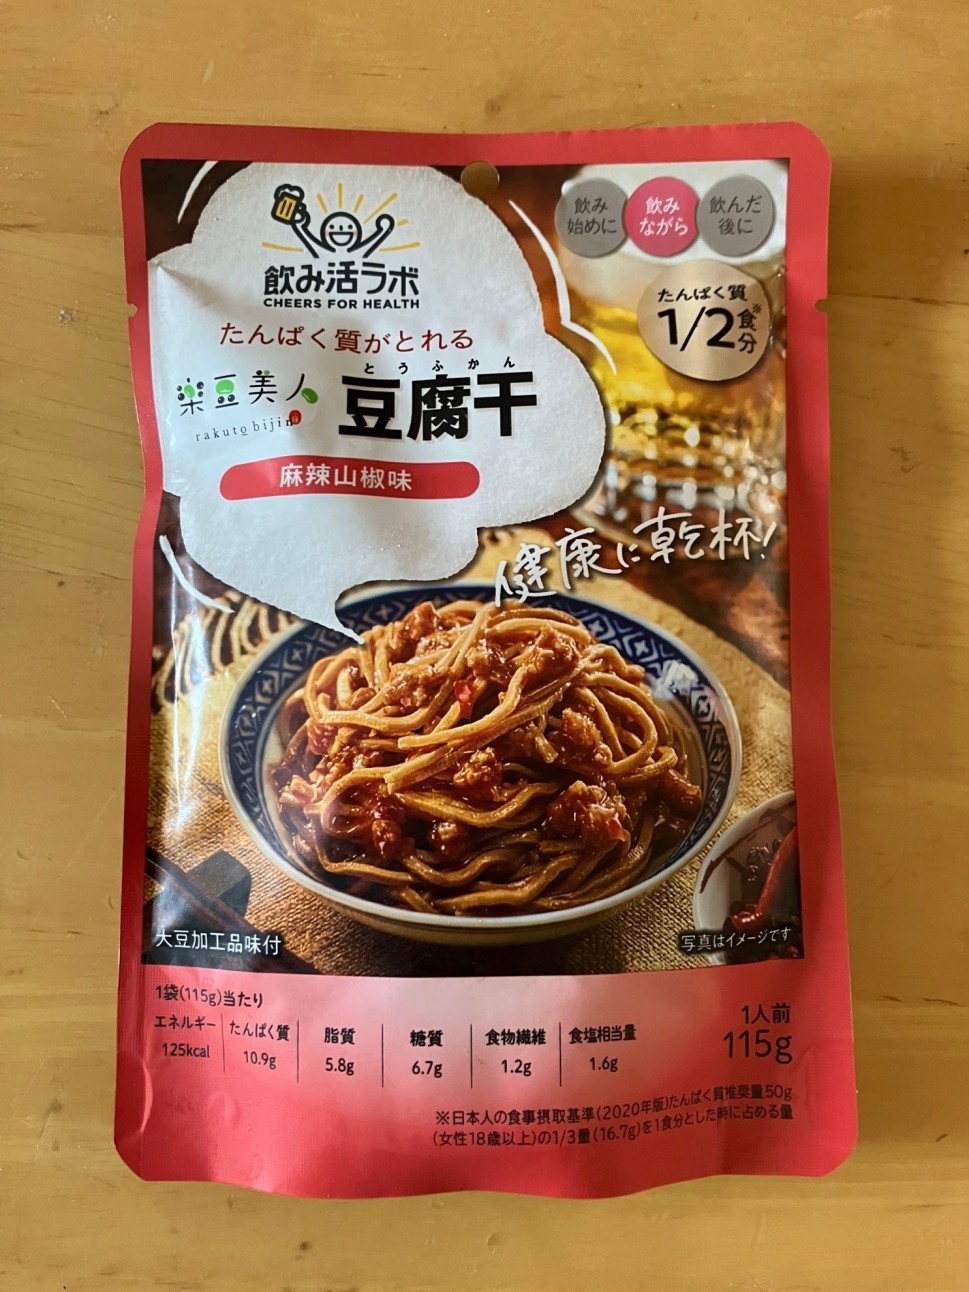 飲み活ラボ
CHEERS FOR HEALTH
たんぱく質がとれる
楽豆美人
rakuto bijin
とうふかん
豆腐干
麻辣山椒味
飲み
始めに
飲み
ながら
飲んだ
後に
たんぱく質
1/2食分※
健康に乾杯!
大豆加工品味付
写真はイメージです
1袋(115g)当たり
エネルギー
125kcal
たんぱく質
10.9g
脂質
5.8g
糖質
6.7g
食物繊維
1.2g
食塩相当量
1.6g
1人前
115g
※日本人の食事摂取基準(2020年版)たんぱく質推奨量50g
(女性18歳以上)の1/3量(16.7g)を1食分とした時に占める量